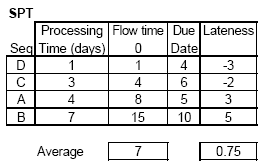 SPT
Processing Flow time Due Lateness
Seq Time (days) 0 Date
D 1 1 4 -3
C 3 4 6 -2
A 4 8 5 3
B 7 15 10 5
Average 7 0.75